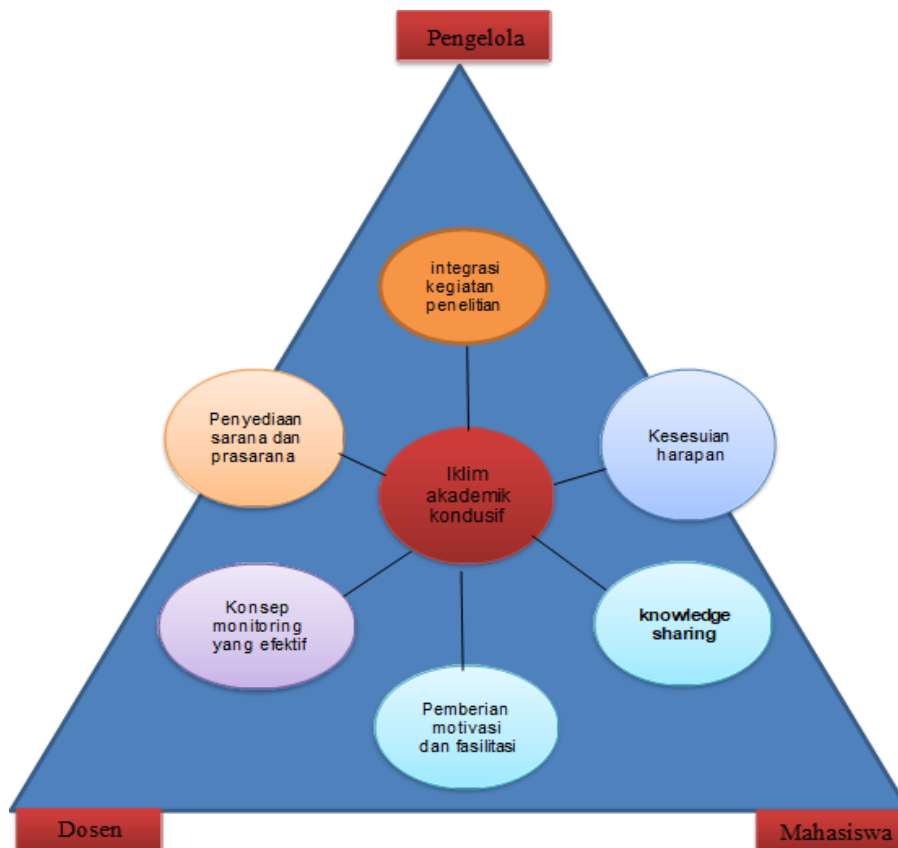 Pengelola
integrasi
kegiatan
penelitian
Penyediaan
sarana dan
prasarana
Kesesuian
harapan
Iklim
akademik
kondusif
Konsep
monitoring
yang efektif
knowledge
sharing
Pemberian
motivasi
dan fasilitasi
Dosen
Mahasiswa